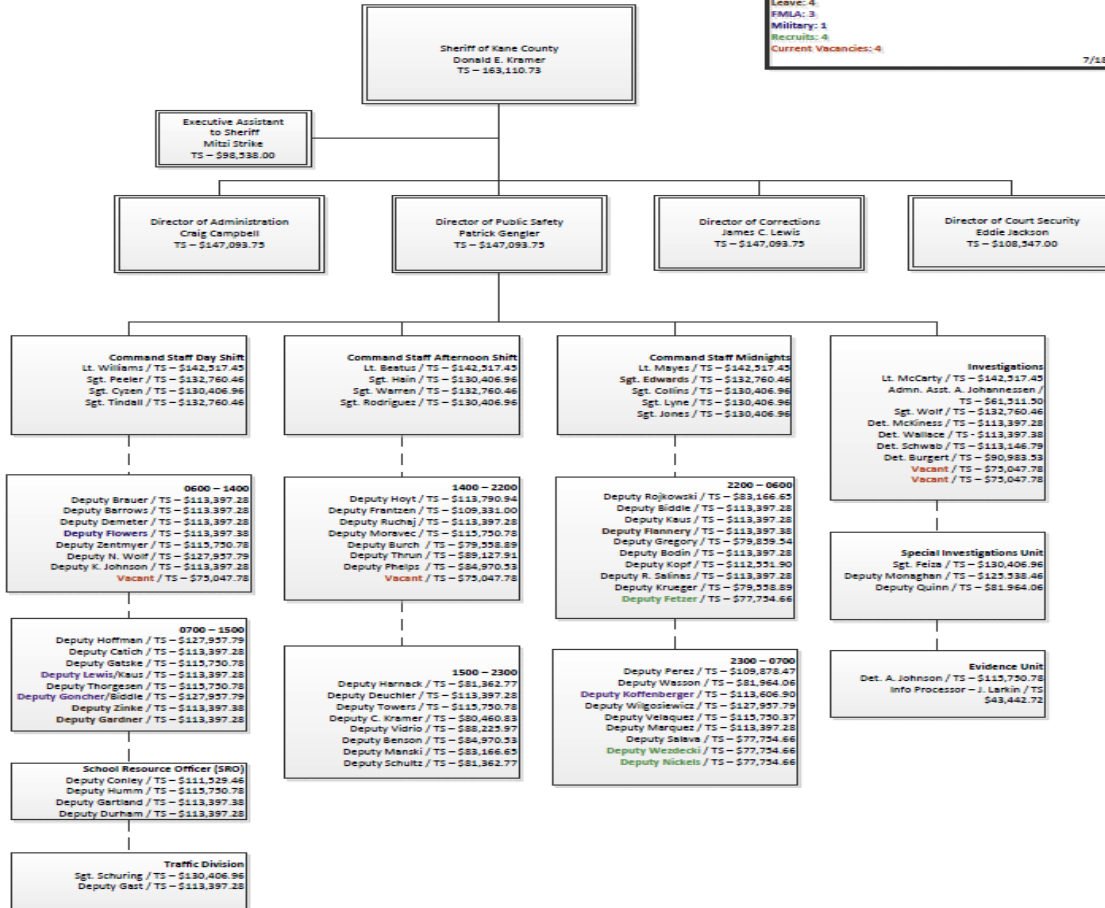 Leave: 4
FMLA: 3
Military: 1
Recruits: 4
Current Vacancies: 4
Sheriff of Kane County
Donald E. Kramer
TS – 163,110.73
Executive Assistant
to Sheriff
Mitzi Strike
TS – $98,538.00
Director of Administration
Craig Campbell
TS – $147,093.75
Director of Public Safety
Patrick Gengler
TS – $147,093.75
Director of Corrections
James C. Lewis
TS – $147,093.75
Director of Court Security
Eddie Jackson
TS – $108,547.00
Command Staff Day Shift
Lt. Williams / TS – $142,517.45
Sgt. Peeler / TS – $132,760.46
Sgt. Cyzen / TS – $130,406.96
Sgt. Tindall / TS – $132,760.46
Command Staff Afternoon Shift
Lt. Beatus / TS – $142,517.45
Sgt. Hain / TS – $130,406.96
Sgt. Warren / TS – $132,760.46
Sgt. Rodriguez / TS – $130,406.96
Command Staff Midnights
Lt. Mayes / TS – $142,517.45
Sgt. Edwards / TS – $132,760.46
Sgt. Collins / TS – $130,406.96
Sgt. Lyne / TS – $130,406.96
Sgt. Jones / TS – $130,406.96
Investigations
Lt. McCarty / TS – $142,517.45
Admn. Asst. A. Johannessen /
TS – $61,511.50
Sgt. Wolf / TS – $132,760.46
Det. McKiness / TS – $113,397.28
Det. Wallace / TS - $113,397.38
Det. Schwab / TS – $113,146.79
Det. Burgert / TS – $90,983.53
Vacant / TS – $75,047.78
Vacant / TS – $75,047.78
0600 – 1400
Deputy Brauer / TS – $113,397.28
Deputy Barrows / TS – $113,397.28
Deputy Demeter / TS – $113,397.28
Deputy Flowers / TS – $113,397.38
Deputy Zentmyer / TS – $115,750.78
Deputy N. Wolf / TS – $127,957.79
Deputy K. Johnson / TS – $113,397.28
Vacant / TS – $75,047.78
1400 – 2200
Deputy Hoyt / TS – $113,790.94
Deputy Frantzen / TS – $109,331.00
Deputy Ruchaj / TS – $113,397.28
Deputy Moravec / TS – $115,750.78
Deputy Burch / TS – $79,558.89
Deputy Thrun / TS – $89,127.91
Deputy Phelps / TS – $84,970.53
Vacant / TS – $75,047.78
2200 – 0600
Deputy Rojkowski / TS – $83,166.65
Deputy Biddle / TS – $113,397.28
Deputy Kaus / TS – $113,397.28
Deputy Flannery / TS – $113,397.38
Deputy Gregory / TS – $79,859.54
Deputy Bodin / TS – $113,397.28
Deputy Kopf / TS – $112,551.90
Deputy R. Salinas / TS – $113,397.28
Deputy Krueger / TS – $79,558.89
Deputy Fetzer / TS – $77,754.66
Special Investigations Unit
Sgt. Feiza / TS – $130,406.96
Deputy Monaghan / TS – $125,538.46
Deputy Quinn / TS – $81,964.06
0700 – 1500
Deputy Hoffman / TS – $127,957.79
Deputy Catich / TS – $113,397.28
Deputy Gatske / TS – $115,750.78
Deputy Lewis/Kaus / TS – $113,397.28
Deputy Thorgesen / TS – $115,750.78
Deputy Goncher/Biddle / TS – $127,957.79
Deputy Zinke / TS – $113,397.38
Deputy Gardner / TS – $113,397.28
1500 – 2300
Deputy Harnack / TS – $81,362.77
Deputy Deuchler / TS – $113,397.28
Deputy Towers / TS – $115,750.78
Deputy C. Kramer / TS – $80,460.83
Deputy Vidrio / TS – $88,225.97
Deputy Benson / TS – $84,970.53
Deputy Manski / TS – $83,166.65
Deputy Schultz / TS – $81,362.77
2300 – 0700
Deputy Perez / TS – $109,878.47
Deputy Wasson / TS – $81,964.06
Deputy Koffenberger / TS – $113,606.90
Deputy Wilgosiewicz / TS – $127,957.79
Deputy Velaquez / TS – $115,750.37
Deputy Marquez / TS – $113,397.28
Deputy Salava / TS – $77,754.66
Deputy Wezdecki / TS – $77,754.66
Deputy Nickels / TS – $77,754.66
Evidence Unit
Det. A. Johnson / TS – $115,750.78
Info Processor – J. Larkin / TS
$43,442.72
School Resource Officer (SRO)
Deputy Conley / TS – $111,529.46
Deputy Humm / TS – $115,750.78
Deputy Gartland / TS – $113,397.38
Deputy Durham / TS – $113,397.28
Traffic Division
Sgt. Schuring / TS – $130,406.96
Deputy Gast / TS – $113,397.28